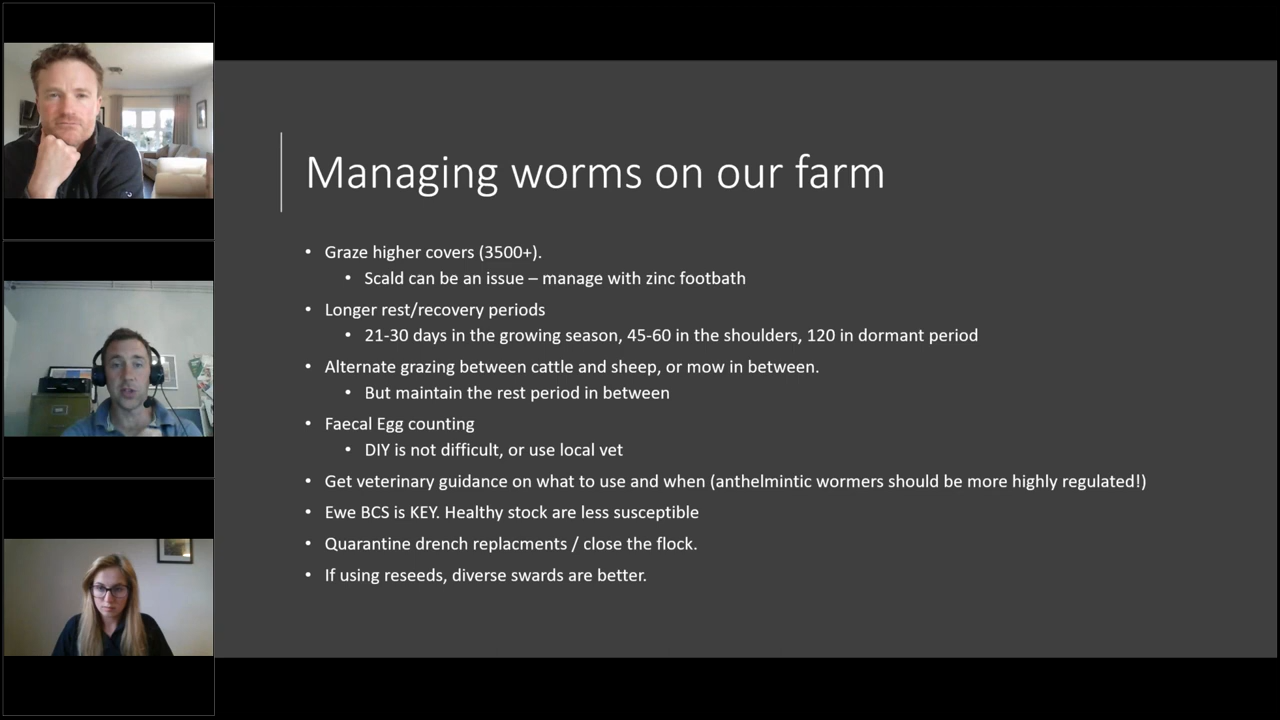 Managing worms on our farm
• Graze higher covers (3500+).
• Scald can be an issue – manage with zinc footbath
• Longer rest/recovery periods
• 21-30 days in the growing season, 45-60 in the shoulders, 120 in dormant period
• Alternate grazing between cattle and sheep, or mow in between.
• But maintain the rest period in between
• Faecal Egg counting
• DIY is not difficult, or use local vet
• Get veterinary guidance on what to use and when (anthelmintic wormers should be more highly regulated!)
• Ewe BCS is KEY. Healthy stock are less susceptible
• Quarantine drench replacments / close the flock.
• If using reseeds, diverse swards are better.